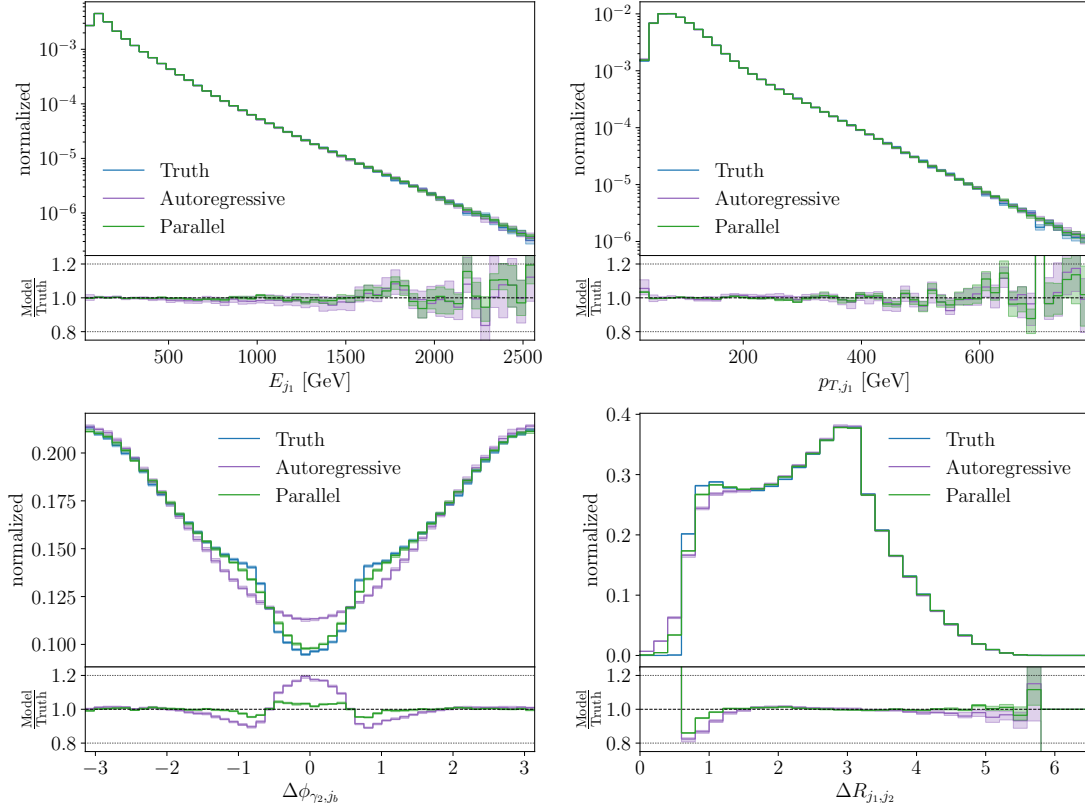 normalized
10⁻³
10⁻⁴
10⁻⁵
10⁻⁶
Truth
Autoregressive
Parallel
Model
Truth
1.2
1.0
0.8
500 1000 1500 2000 2500
E_{j_1} [GeV]
normalized
10⁻²
10⁻³
10⁻⁴
10⁻⁵
10⁻⁶
Truth
Autoregressive
Parallel
Model
Truth
1.2
1.0
0.8
200 400 600
p_{T,j_1} [GeV]
normalized
0.200
0.175
0.150
0.125
0.100
Truth
Autoregressive
Parallel
Model
Truth
1.2
1.0
0.8
−3 −2 −1 0 1 2 3
Δϕ_{γ_2,j_b}
normalized
0.4
0.3
0.2
0.1
0.0
Truth
Autoregressive
Parallel
Model
Truth
1.2
1.0
0.8
0 1 2 3 4 5 6
ΔR_{j_1,j_2}